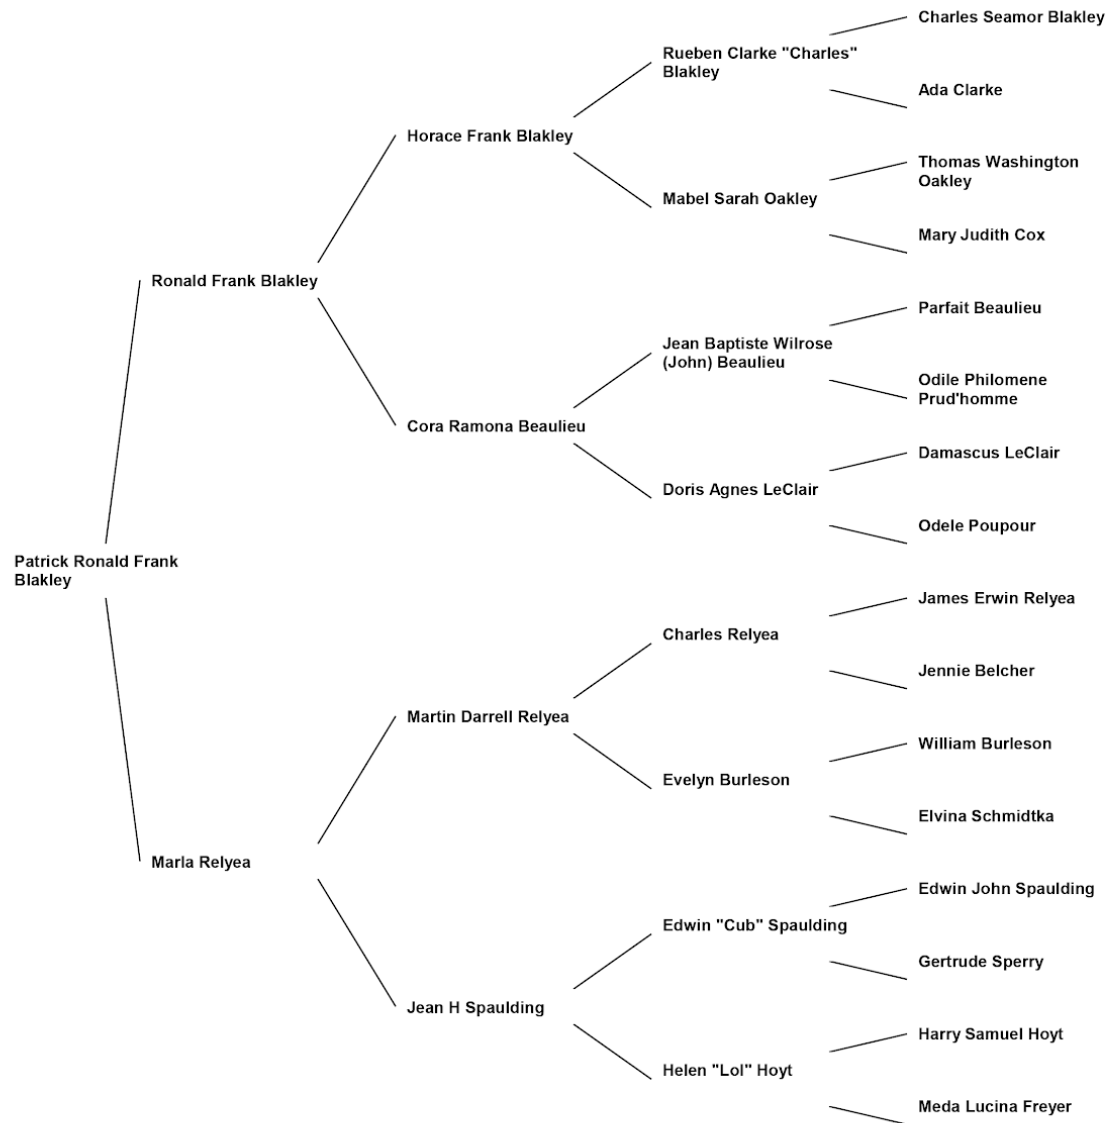 Charles Seamor Blakley
Rueben Clarke "Charles"
Blakley
Ada Clarke
Horace Frank Blakley
Thomas Washington
Oakley
Mabel Sarah Oakley
Mary Judith Cox
Ronald Frank Blakley
Parfait Beaulieu
Jean Baptiste Wilrose
(John) Beaulieu
Odile Philomene
Prud'homme
Cora Ramona Beaulieu
Damascus LeClair
Doris Agnes LeClair
Odele Poupour
Patrick Ronald Frank
Blakley
James Erwin Relyea
Charles Relyea
Jennie Belcher
Martin Darrell Relyea
William Burleson
Evelyn Burleson
Elvina Schmidtka
Marla Relyea
Edwin John Spaulding
Edwin "Cub" Spaulding
Gertrude Sperry
Jean H Spaulding
Harry Samuel Hoyt
Helen "Lol" Hoyt
Meda Lucina Freyer